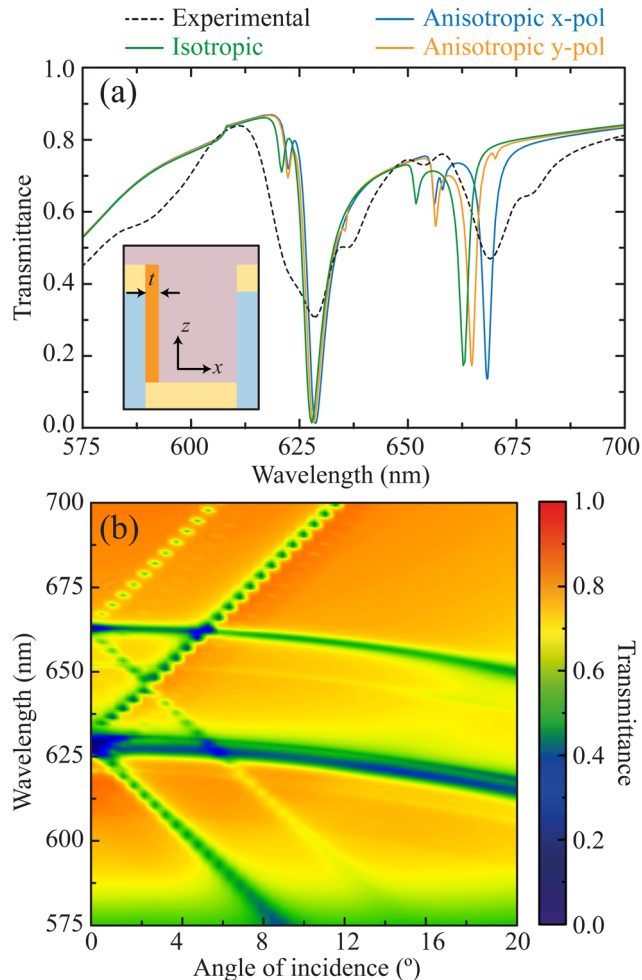 Experimental
Anisotropic x-pol
Isotropic
Anisotropic y-pol
(a)
Transmittance
1.0
0.8
0.6
0.4
0.2
0.0
t
z
x
575 600 625 650 675 700
Wavelength (nm)
(b)
Wavelength (nm)
700
675
650
625
600
575
0 4 8 12 16 20
Angle of incidence (º)
1.0
0.8
0.6
0.4
0.2
0.0
Transmittance